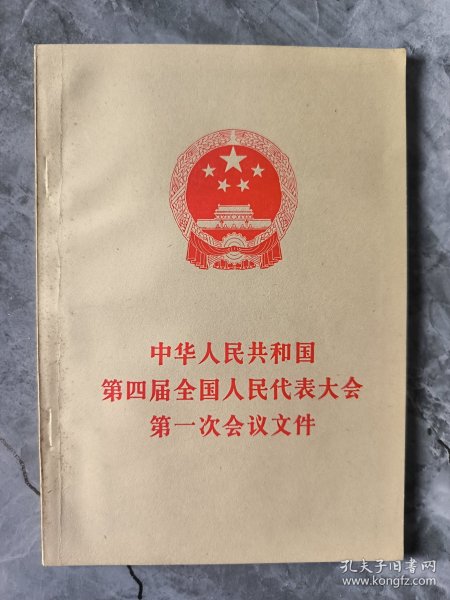 中华人民共和国
第四届全国人民代表大会
第一次会议文件
孔夫子旧书网
www.kongfz.com